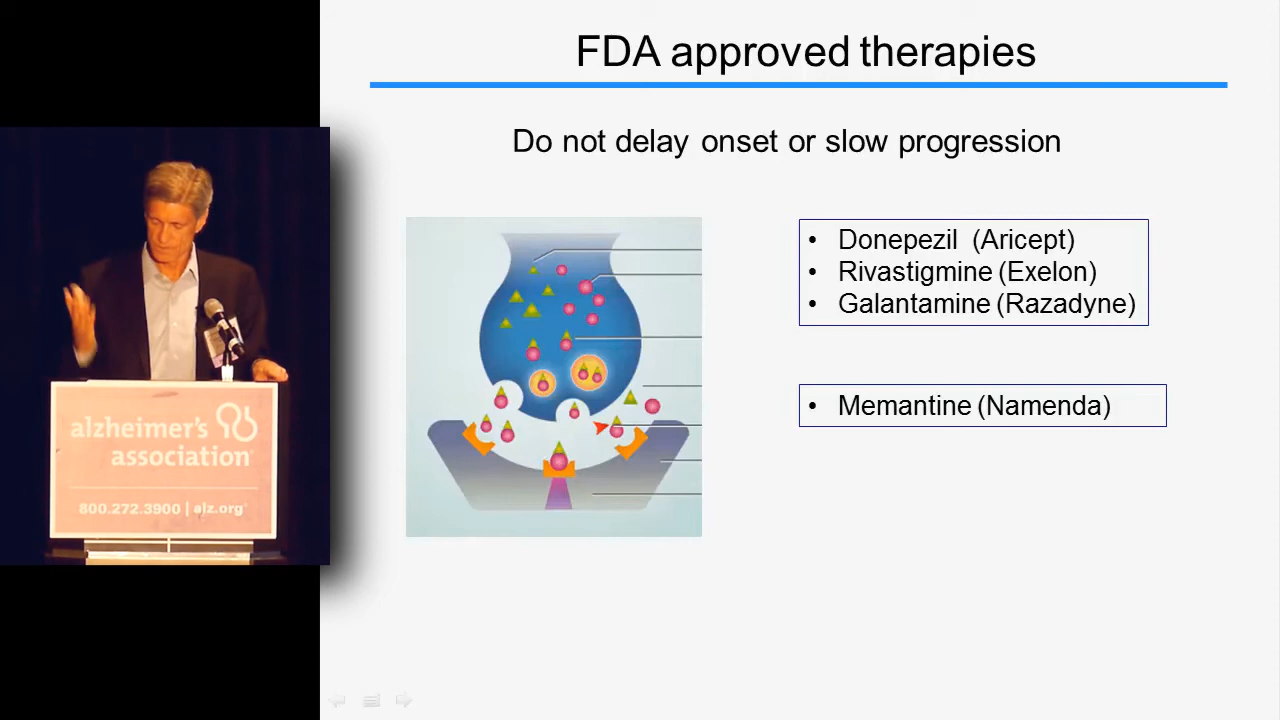 FDA approved therapies
Do not delay onset or slow progression
• Donepezil (Aricept)
• Rivastigmine (Exelon)
• Galantamine (Razadyne)
• Memantine (Namenda)
alzheimer's
association
800.272.3900 | alz.org